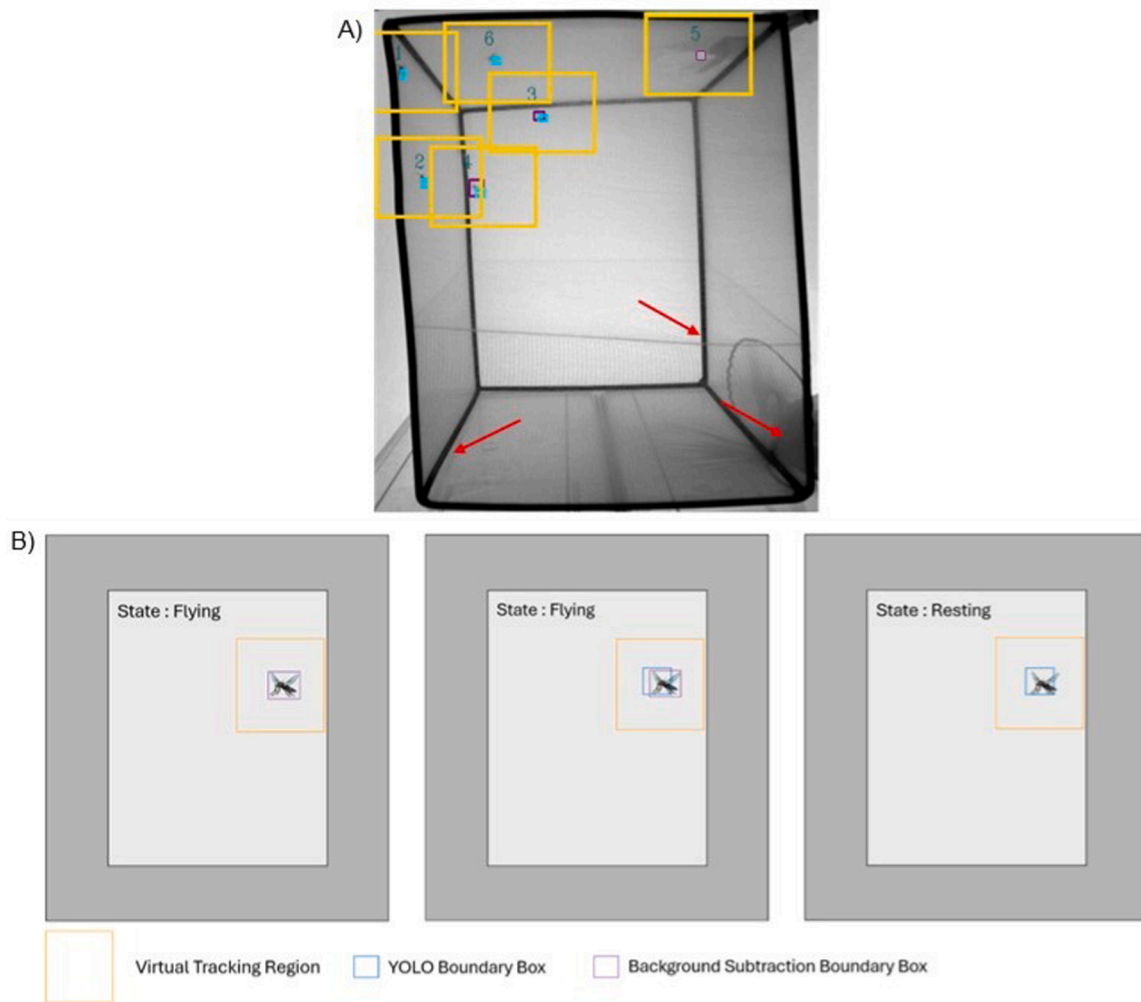 A)
1
6
5
3
2
4
B)
State : Flying
State : Flying
State : Resting
Virtual Tracking Region
YOLO Boundary Box
Background Subtraction Boundary Box